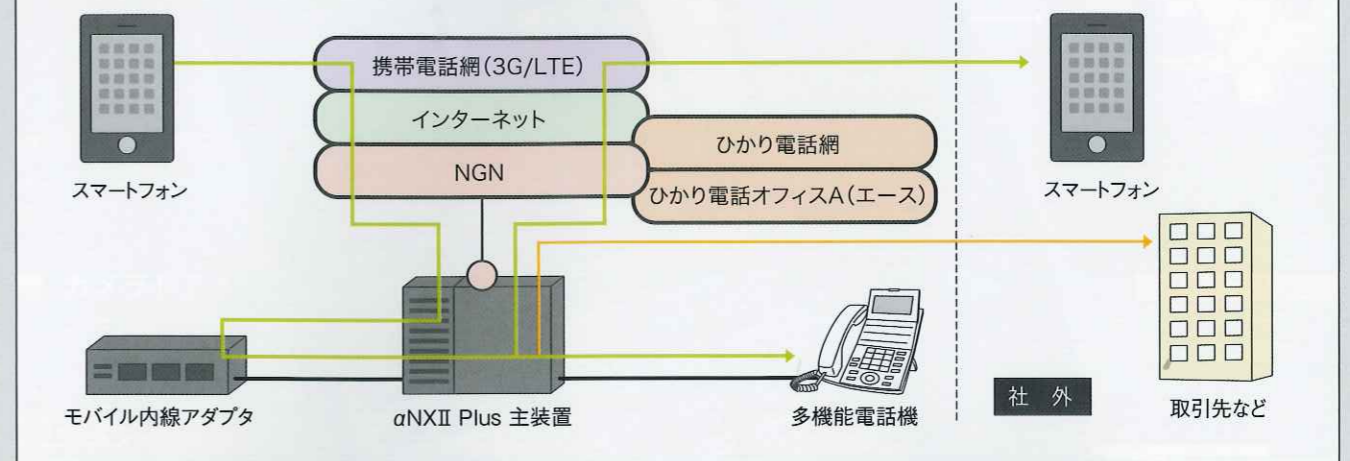 携帯電話網(3G/LTE)
インターネット
ひかり電話網
NGN
ひかり電話オフィスA(エース)
スマートフォン
スマートフォン
モバイル内線アダプタ
αNXⅡ Plus 主装置
多機能電話機
社 外
取引先など